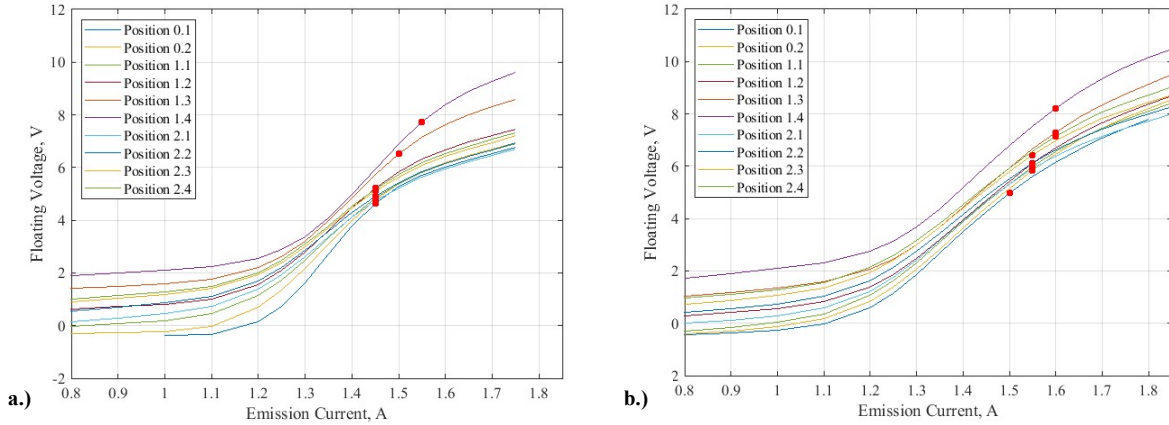 12
10
8
6
4
2
0
-2
Floating Voltage, V
Position 0.1
Position 0.2
Position 1.1
Position 1.2
Position 1.3
Position 1.4
Position 2.1
Position 2.2
Position 2.3
Position 2.4
0.8 0.9 1.0 1.1 1.2 1.3 1.4 1.5 1.6 1.7 1.8
Emission Current, A
a.)
12
10
8
6
4
2
0
2
Floating Voltage, V
Position 0.1
Position 0.2
Position 1.1
Position 1.2
Position 1.3
Position 1.4
Position 2.1
Position 2.2
Position 2.3
Position 2.4
0.8 0.9 1.0 1.1 1.2 1.3 1.4 1.5 1.6 1.7 1.8
Emission Current, A
b.)